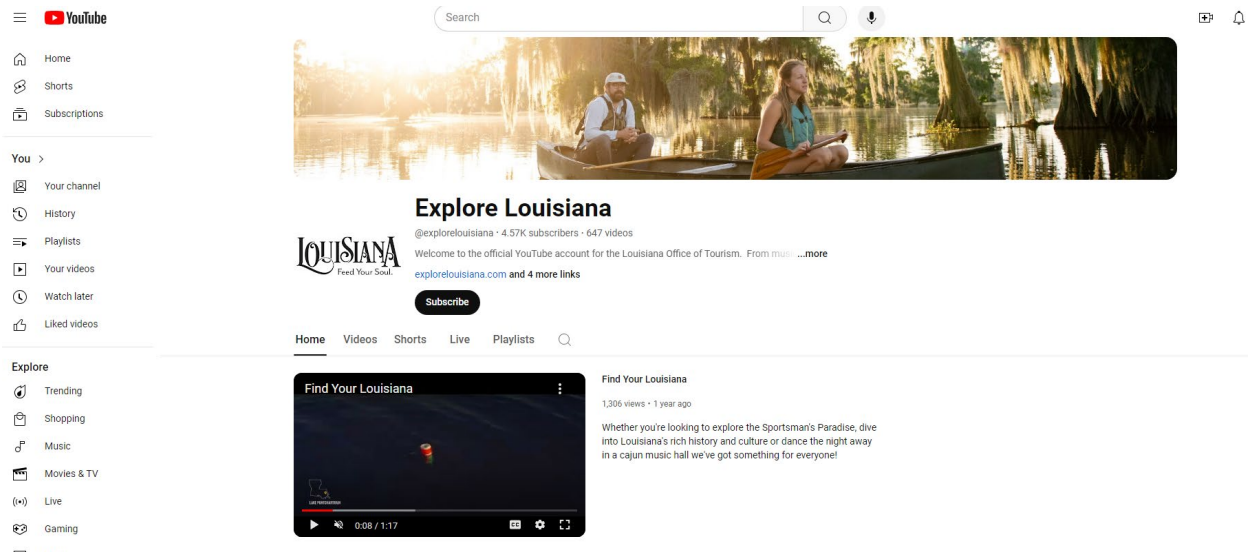 YouTube
Search
Home
Shorts
Subscriptions
You
Your channel
History
Playlists
Your videos
Watch later
Liked videos
Explore
Trending
Shopping
Music
Movies & TV
Live
Gaming
LOUISIANA
Feed Your Soul.
Explore Louisiana
@explorelouisiana · 4.57K subscribers · 647 videos
Welcome to the official YouTube account for the Louisiana Office of Tourism. From music ...more
explorelouisiana.com and 4 more links
Subscribe
Home Videos Shorts Live Playlists
Find Your Louisiana
0:08 / 1:17
CC
Find Your Louisiana
1,306 views • 1 year ago
Whether you're looking to explore the Sportsman's Paradise, dive
into Louisiana's rich history and culture or dance the night away
in a cajun music hall we've got something for everyone!